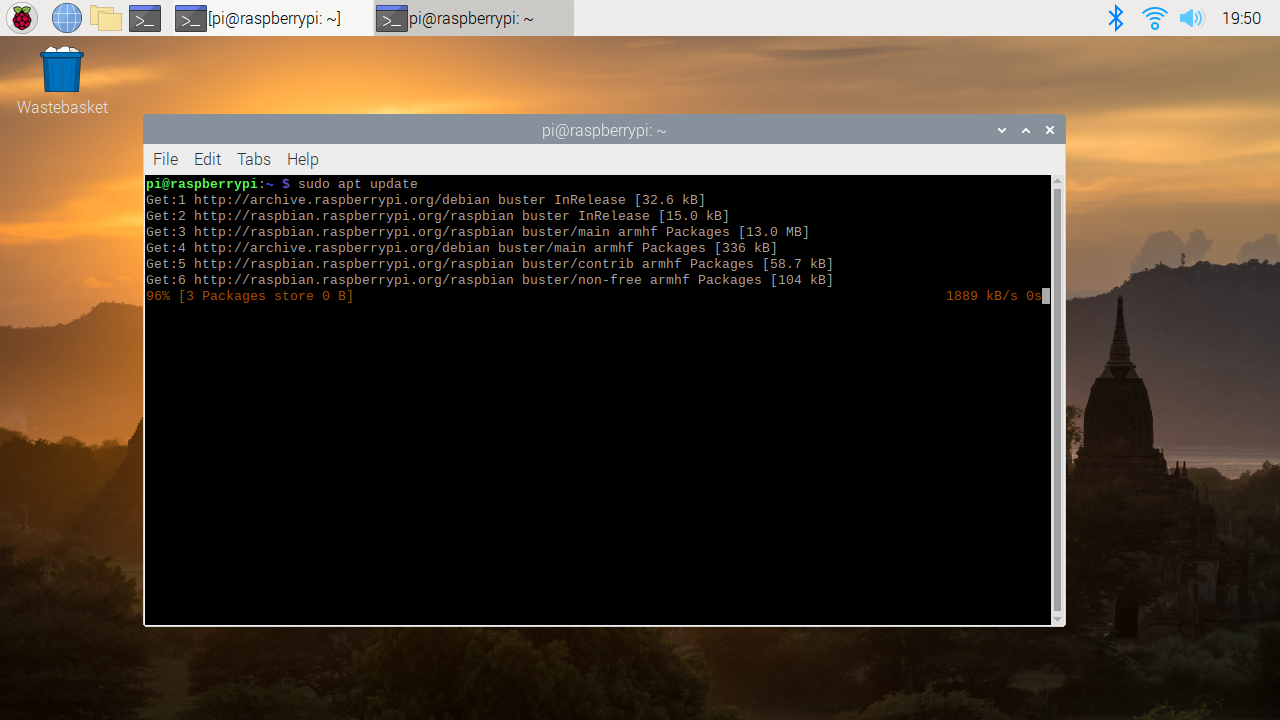 [pi@raspberrypi: ~]
pi@raspberrypi: ~
19:50
Wastebasket
pi@raspberrypi: ~
File Edit Tabs Help
pi@raspberrypi:~ $ sudo apt update
Get:1 http://archive.raspberrypi.org/debian buster InRelease [32.6 kB]
Get:2 http://raspbian.raspberrypi.org/raspbian buster InRelease [15.0 kB]
Get:3 http://raspbian.raspberrypi.org/raspbian buster/main armhf Packages [13.0 MB]
Get:4 http://archive.raspberrypi.org/debian buster/main armhf Packages [336 kB]
Get:5 http://raspbian.raspberrypi.org/raspbian buster/contrib armhf Packages [58.7 kB]
Get:6 http://raspbian.raspberrypi.org/raspbian buster/non-free armhf Packages [104 kB]
96% [3 Packages store 0 B] 1889 kB/s 0s